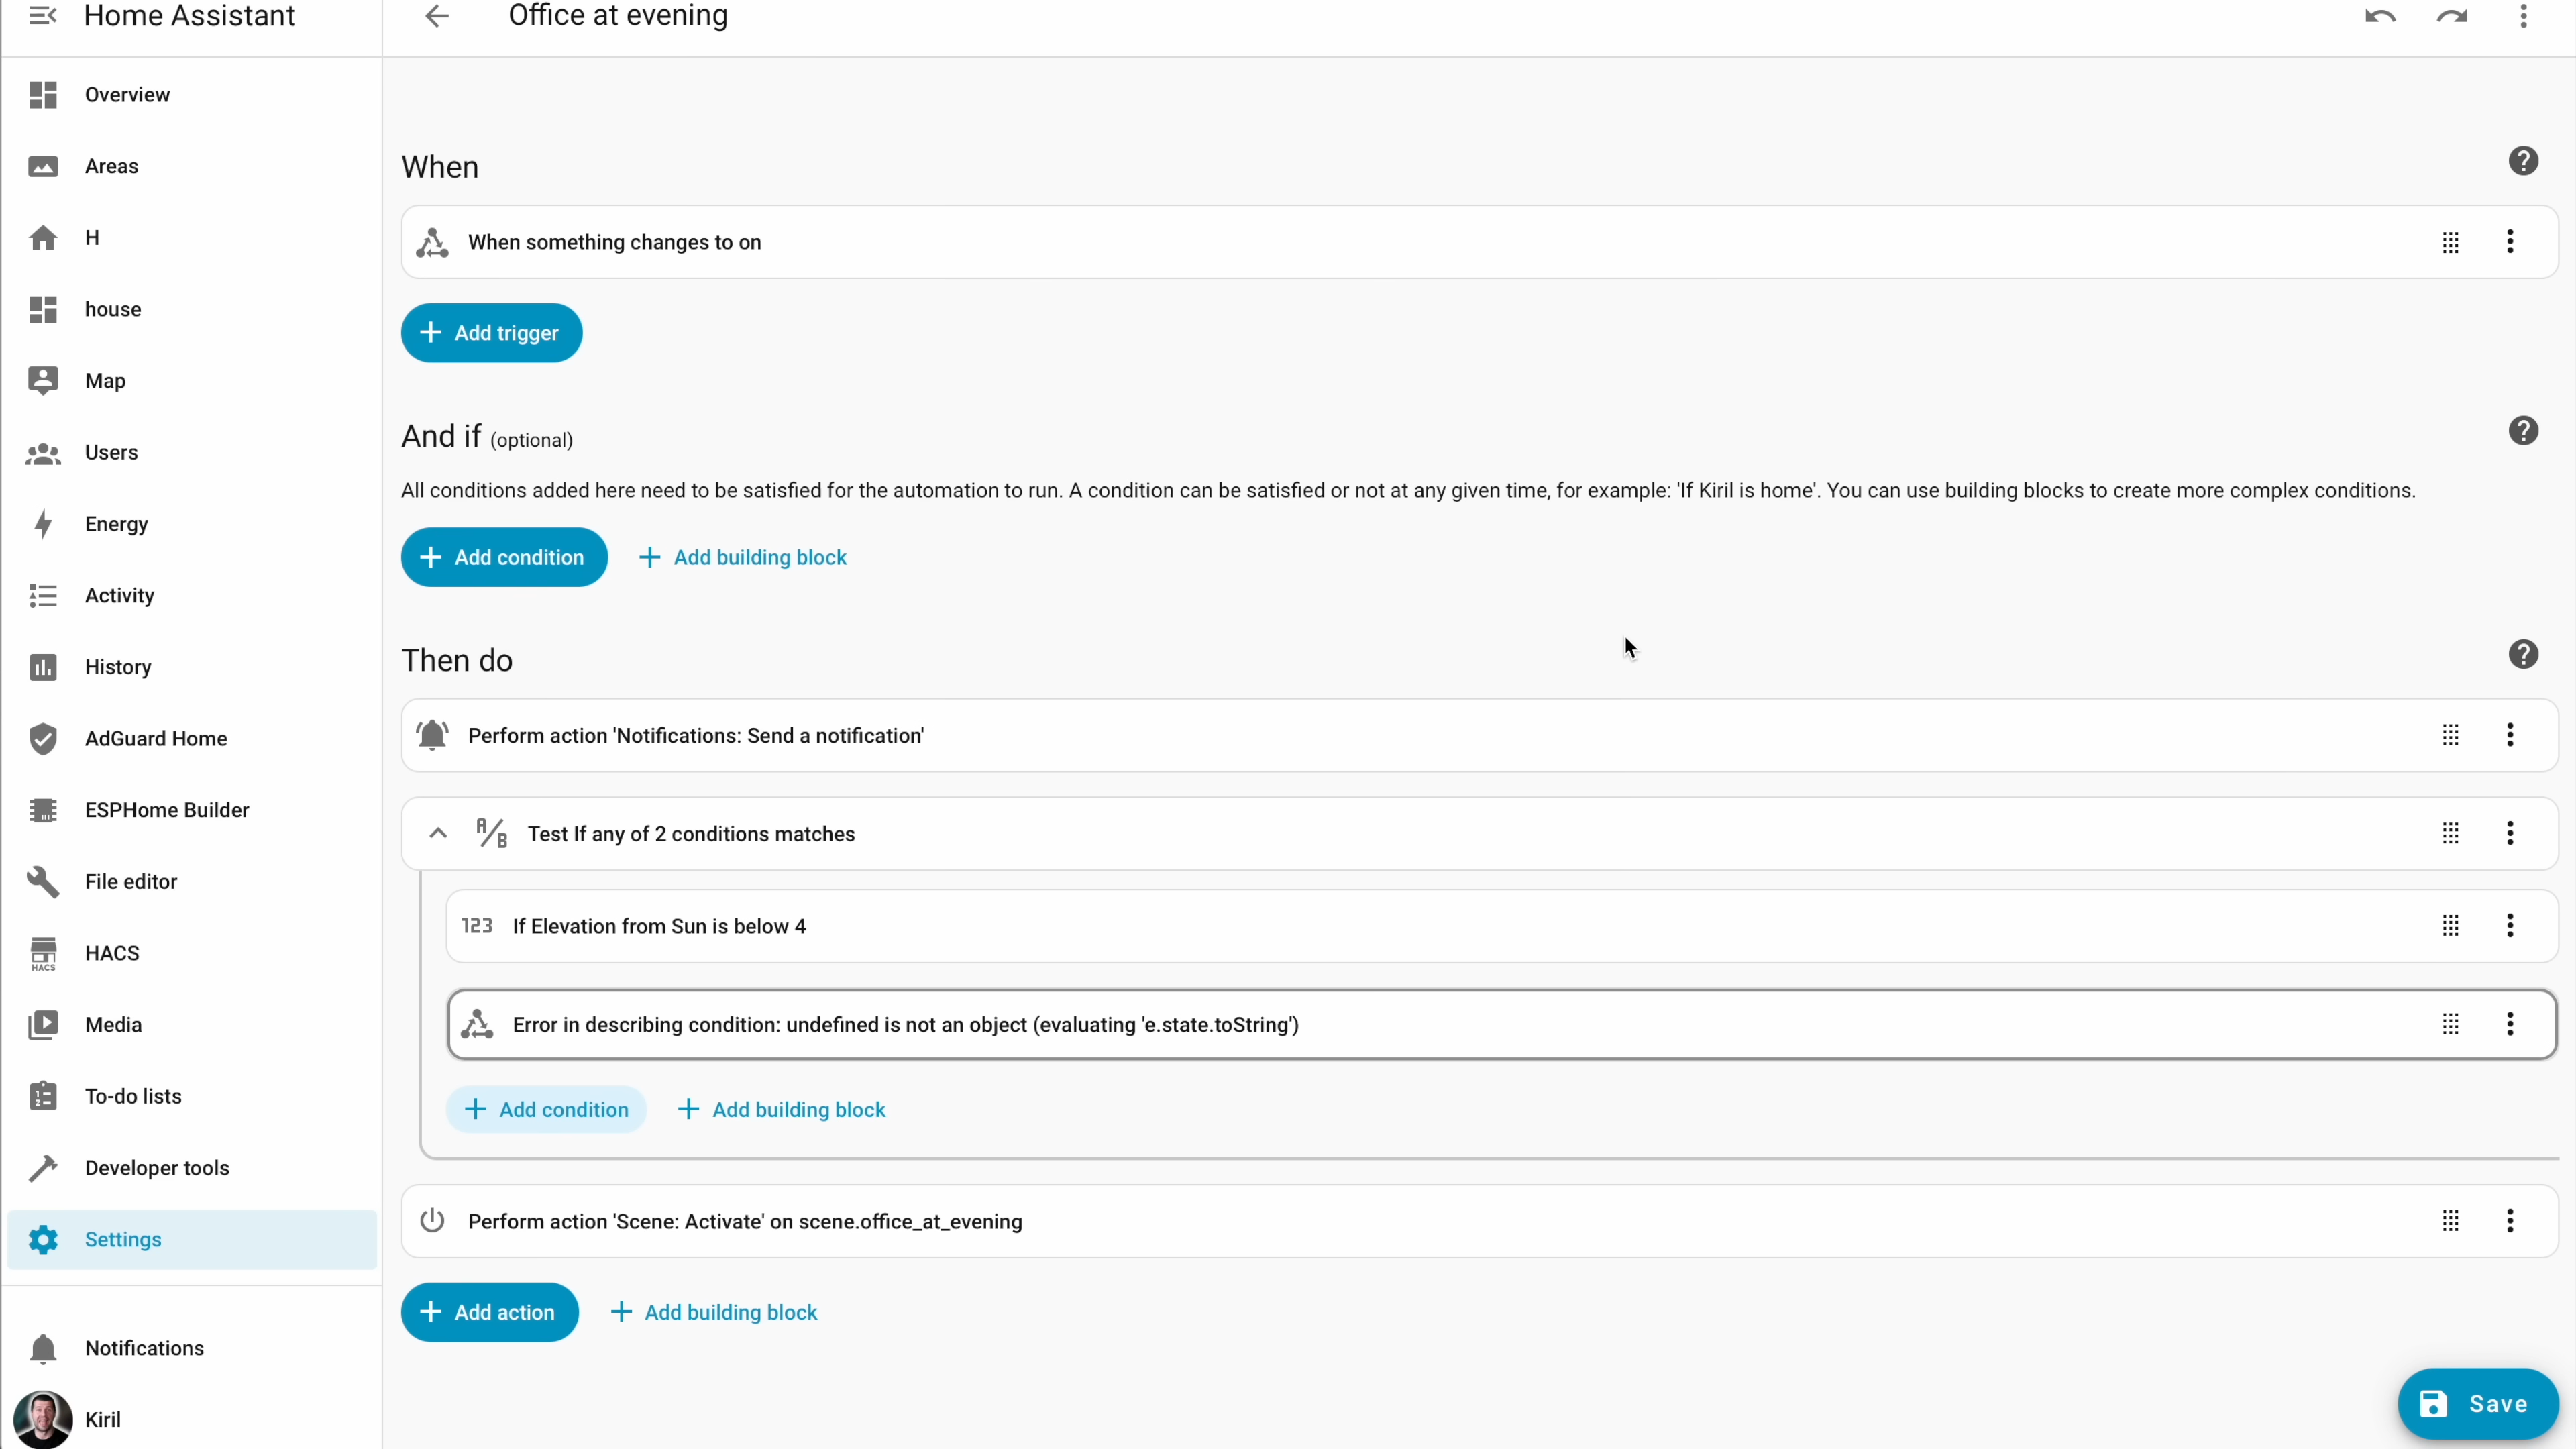 Home Assistant
Office at evening
Overview
Areas
H
house
Map
Users
Energy
Activity
History
AdGuard Home
ESPHome Builder
File editor
HACS
HACS
Media
To-do lists
Developer tools
Settings
Notifications
Kiril
When
When something changes to on
Add trigger
And if (optional)
All conditions added here need to be satisfied for the automation to run. A condition can be satisfied or not at any given time, for example: 'If Kiril is home'. You can use building blocks to create more complex conditions.
Add condition
Add building block
Then do
Perform action 'Notifications: Send a notification'
A/B Test If any of 2 conditions matches
123 If Elevation from Sun is below 4
Error in describing condition: undefined is not an object (evaluating 'e.state.toString')
Add condition
Add building block
Perform action 'Scene: Activate' on scene.office_at_evening
Add action
Add building block
Save